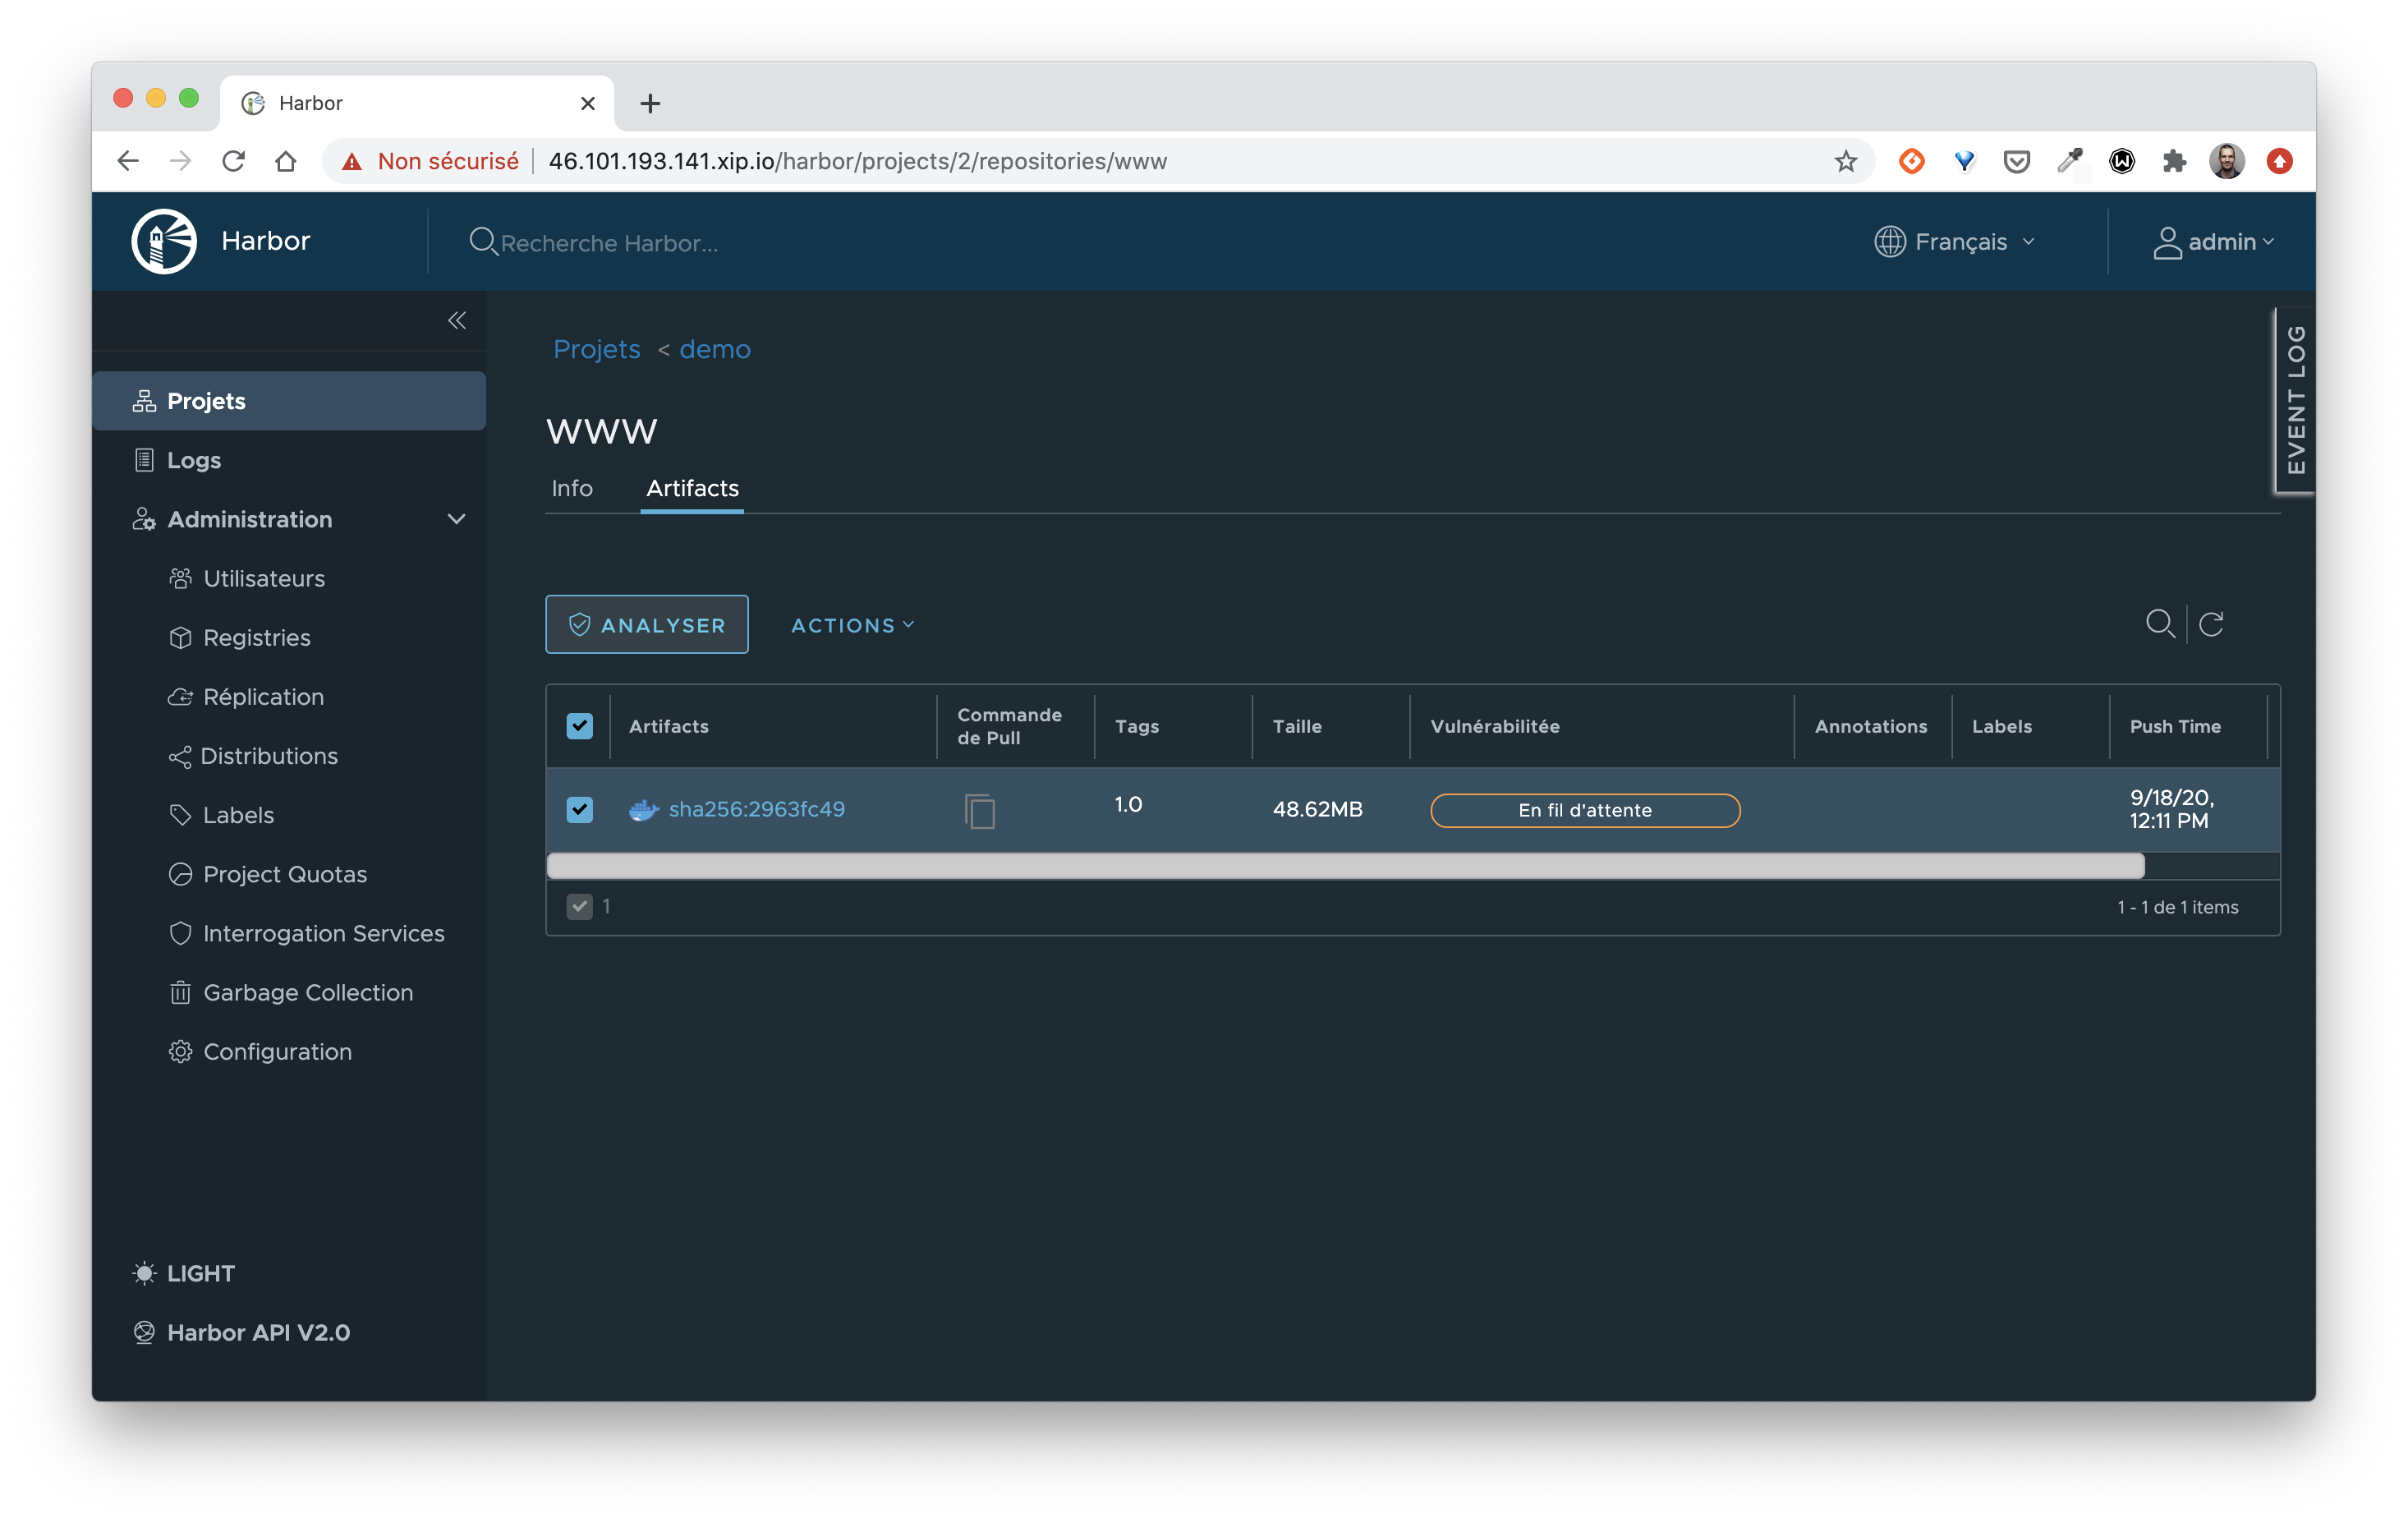 Harbor
Non sécurisé
46.101.193.141.xip.io/harbor/projects/2/repositories/www
Harbor
Recherche Harbor...
Français
admin
Projets
Logs
Administration
Utilisateurs
Registries
Réplication
Distributions
Labels
Project Quotas
Interrogation Services
Garbage Collection
Configuration
LIGHT
Harbor API V2.0
EVENT LOG
Projets < demo
www
Info Artifacts
ANALYSER ACTIONS
Artifacts
Commande
de Pull
Tags
Taille
Vulnérabilitée
Annotations
Labels
Push Time
sha256:2963fc49
1.0
48.62MB
En fil d'attente
9/18/20,
12:11 PM
1
1 - 1 de 1 items